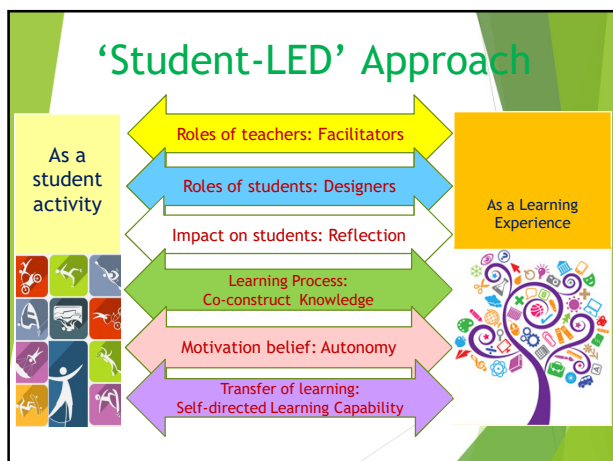 ‘Student-LED’ Approach
As a
student
activity
Roles of teachers: Facilitators
Roles of students: Designers
Impact on students: Reflection
Learning Process:
Co-construct Knowledge
Motivation belief: Autonomy
Transfer of learning:
Self-directed Learning Capability
As a Learning
Experience